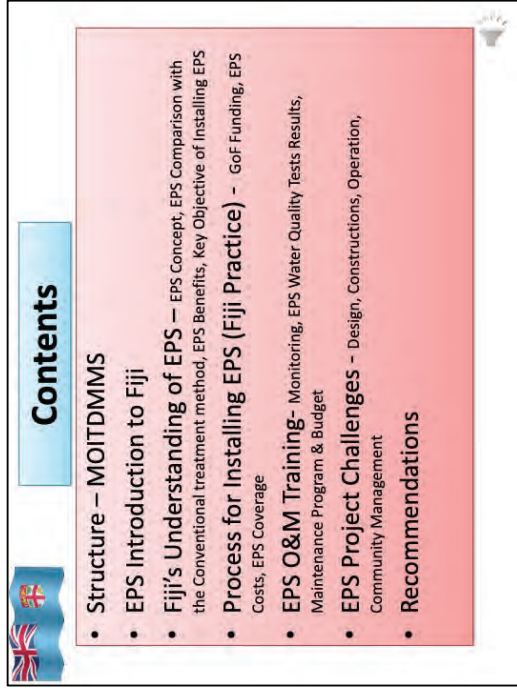 Contents
• Structure – MOITDMMS
• EPS Introduction to Fiji
• Fiji's Understanding of EPS – EPS Concept, EPS Comparison with
the Conventional treatment method, EPS Benefits, Key Objective of Installing EPS
• Process for Installing EPS (Fiji Practice) - GoF Funding, EPS
Costs, EPS Coverage
• EPS O&M Training- Monitoring, EPS Water Quality Tests Results,
Maintenance Program & Budget
• EPS Project Challenges - Design, Constructions, Operation,
Community Management
• Recommendations